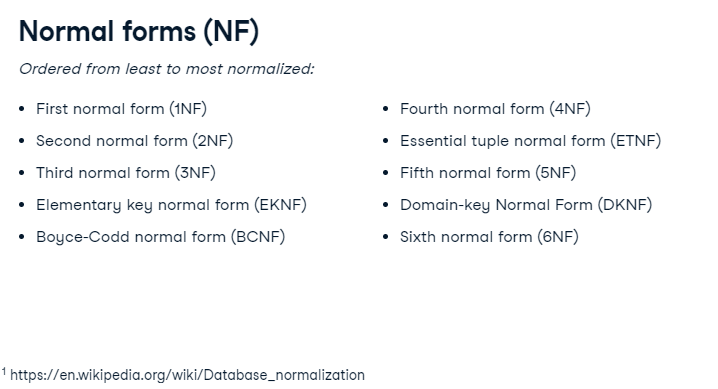 Normal forms (NF)
Ordered from least to most normalized:
• First normal form (1NF)
• Second normal form (2NF)
• Third normal form (3NF)
• Elementary key normal form (EKNF)
• Boyce-Codd normal form (BCNF)
• Fourth normal form (4NF)
• Essential tuple normal form (ETNF)
• Fifth normal form (5NF)
• Domain-key Normal Form (DKNF)
• Sixth normal form (6NF)
1 https://en.wikipedia.org/wiki/Database_normalization